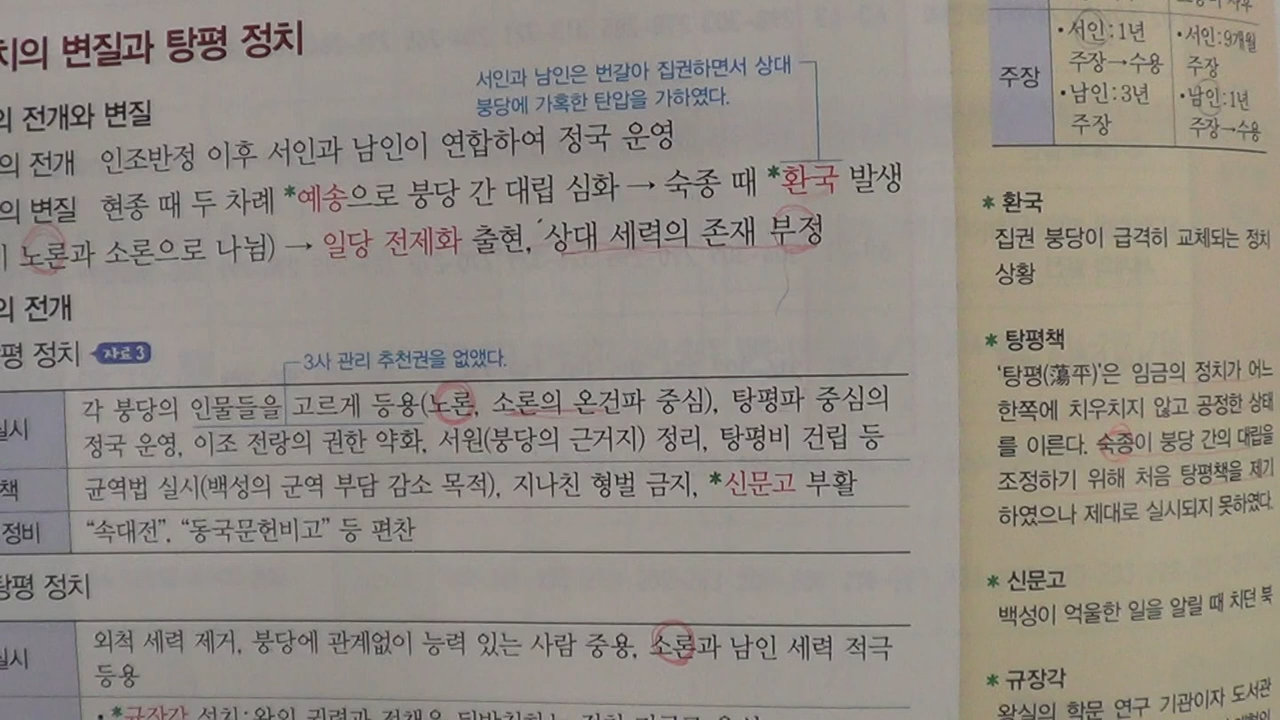 치의 변질과 탕평 정치
서인과 남인은 번갈아 집권하면서 상대
붕당에 가혹한 탄압을 가하였다.
의 전개와 변질
의 전개 인조반정 이후 서인과 남인이 연합하여 정국 운영
의 변질 현종 때 두 차례 *예송으로 붕당 간 대립 심화 → 숙종 때 *환국 발생
노론과 소론으로 나뉨) → 일당 전제화 출현, 상대 세력의 존재 부정
의 전개
평 정치 자료 3
3사 관리 추천권을 없앴다.
실시 각 붕당의 인물들을 고르게 등용(노론, 소론의 온건파 중심), 탕평파 중심의
정국 운영, 이조 전랑의 권한 약화, 서원(붕당의 근거지) 정리, 탕평비 건립 등
책 균역법 실시(백성의 군역 부담 감소 목적), 지나친 형벌 금지, *신문고 부활
정비 “속대전”, “동국문헌비고” 등 편찬
탕평 정치
실시 외척 세력 제거, 붕당에 관계없이 능력 있는 사람 중용, 소론과 남인 세력 적극
등용
• *규장각 설치: 왕의 권력과 정책을
주장
• 서인: 1년
주장→수용
• 남인: 3년
주장
• 서인: 9개월
주장
• 남인: 1년
주장→수용
* 환국
집권 붕당이 급격히 교체되는 정치
상황
* 탕평책
‘탕평(蕩平)’은 임금의 정치가 어느
한쪽에 치우치지 않고 공정한 상태
를 이른다. 숙종이 붕당 간의 대립을
조정하기 위해 처음 탕평책을 제기
하였으나 제대로 실시되지 못하였다.
* 신문고
백성이 억울한 일을 알릴 때 치던 북
* 규장각
왕실의 학문 연구 기관이자 도서관